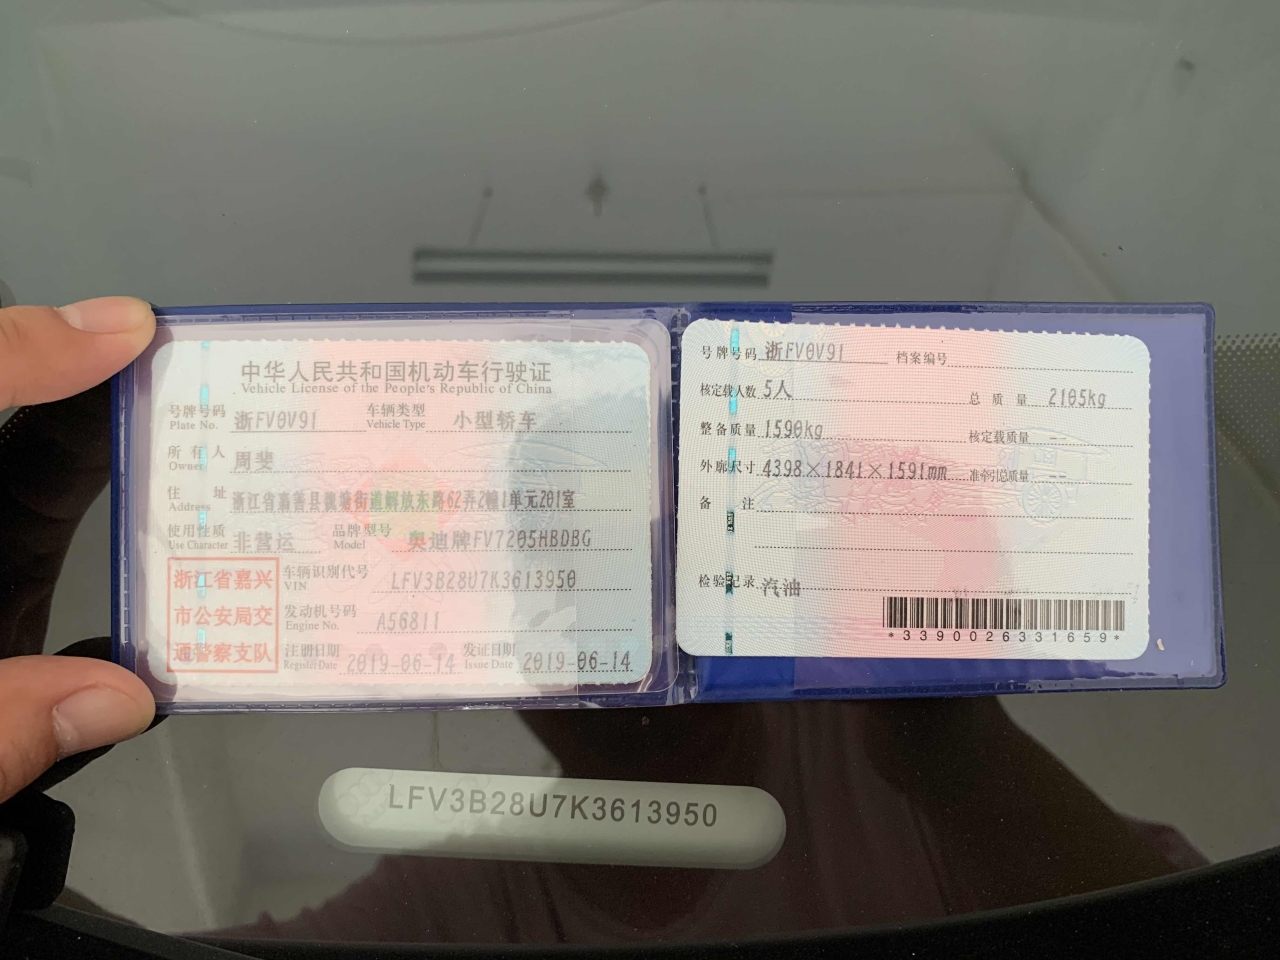 中华人民共和国机动车行驶证
Vehicle License of the People's Republic of China
号牌号码 浙FV0V91 车辆类型 小型轿车
Plate No. Vehicle Type
所有人 周斐
Owner
住址 浙江省嘉善县魏塘街道解放东路62弄2幢1单元201室
Address
使用性质 非营运 品牌型号 奥迪牌FV7205HBDBG
Use Character Model
浙江省嘉兴
市公安局交
通警察支队
车辆识别代号 LFV3B28U7K3613950
VIN
发动机号码 A56811
Engine No.
注册日期 2019-06-14 发证日期 2019-06-14
Register Date Issue Date
号牌号码 浙FV0V91 档案编号
核定载人数 5人 总质量 2105kg
整备质量 1590kg 核定载质量 --
外廓尺寸 4398×1841×1591mm 准牵引总质量 --
备注
检验记录 汽油
*3390026331659*
LFV3B28U7K3613950